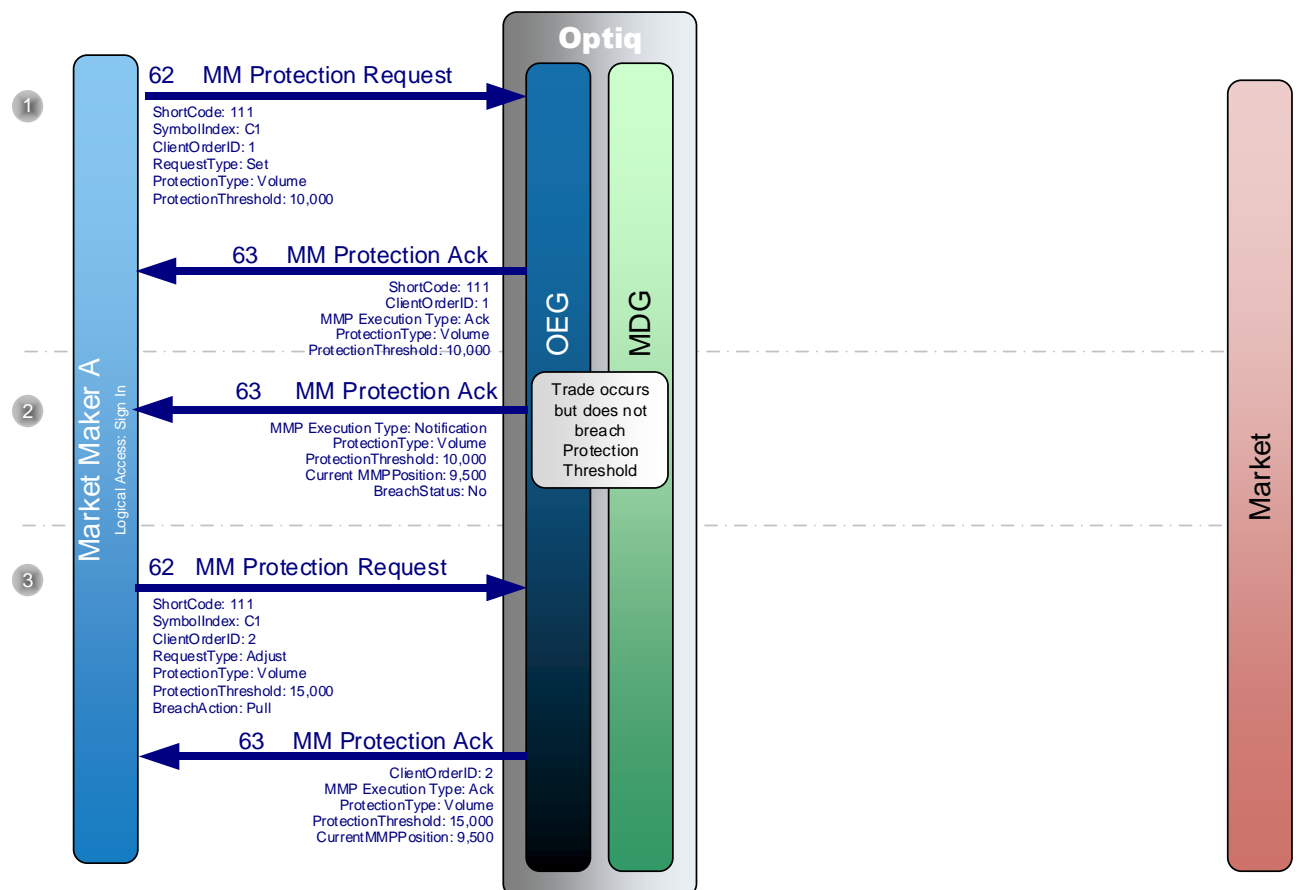 Optiq
1
62 MM Protection Request
ShortCode: 111
SymbolIndex: C1
ClientOrderID: 1
RequestType: Set
ProtectionType: Volume
ProtectionThreshold: 10,000
63 MM Protection Ack
ShortCode: 111
ClientOrderID: 1
MMP Execution Type: Ack
ProtectionType: Volume
ProtectionThreshold: 10,000
OEG
MDG
Market Maker A
Logical Access: Sign In
Market
2
63 MM Protection Ack
MMP Execution Type: Notification
ProtectionType: Volume
ProtectionThreshold: 10,000
Current MMPPosition: 9,500
BreachStatus: No
Trade occurs
but does not
breach
Protection
Threshold
3
62 MM Protection Request
ShortCode: 111
SymbolIndex: C1
ClientOrderID: 2
RequestType: Adjust
ProtectionType: Volume
ProtectionThreshold: 15,000
BreachAction: Pull
63 MM Protection Ack
ClientOrderID: 2
MMP Execution Type: Ack
ProtectionType: Volume
ProtectionThreshold: 15,000
CurrentMMPPosition: 9,500